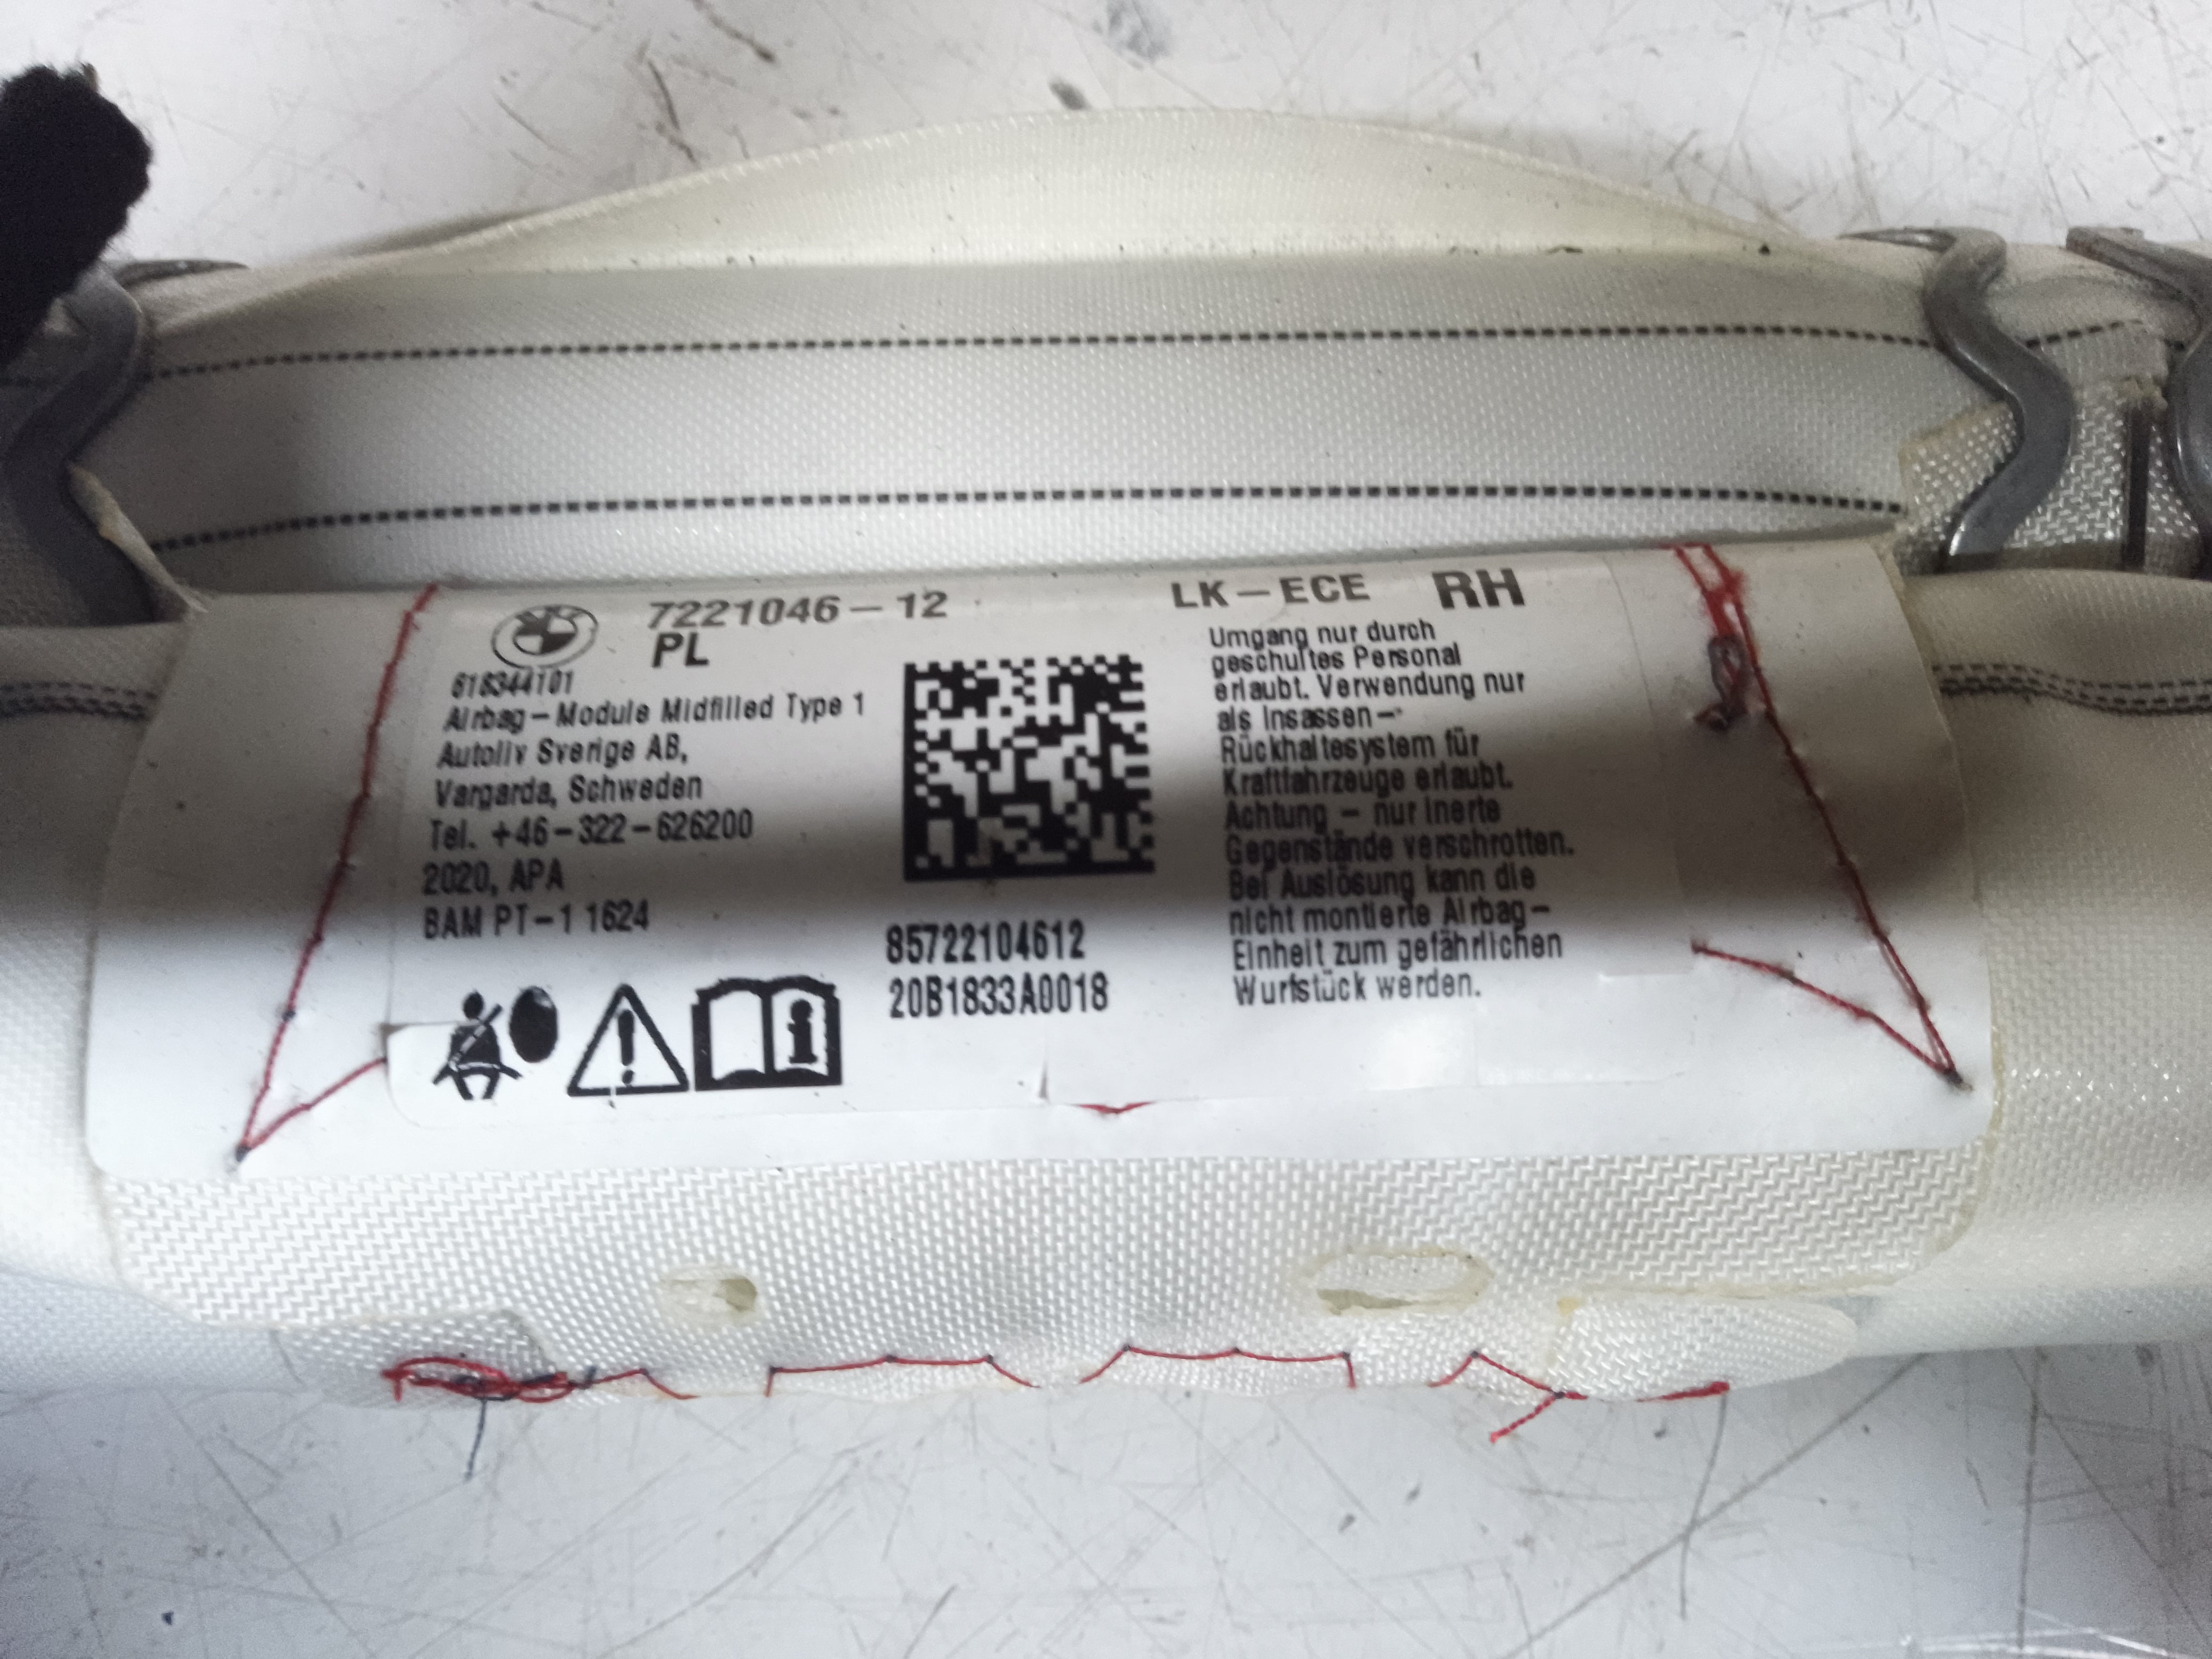 7221046-12
PL
618344101
Airbag-Module Midfilled Type 1
Autoliv Sverige AB,
Vargarda, Schweden
Tel. +46-322-626200
2020, APA
BAM PT-1 1624
85722104612
20B1833A0018
LK-ECE RH
Umgang nur durch
geschultes Personal
erlaubt. Verwendung nur
als Insassen-
Rückhaltesystem für
Kraftfahrzeuge erlaubt.
Achtung - nur inerte
Gegenstände verschrotten.
Bei Auslösung kann die
nicht montierte Airbag-
Einheit zum gefährlichen
Wurfstück werden.